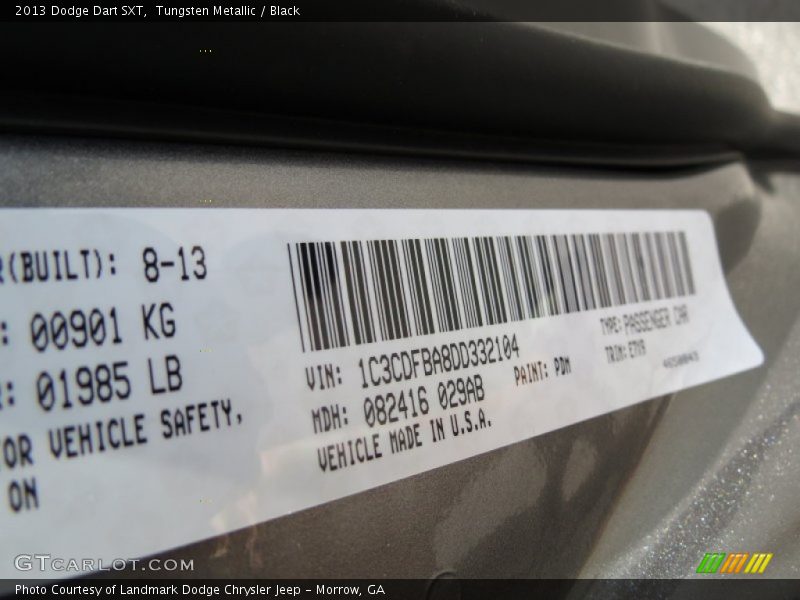 2013 Dodge Dart SXT,  Tungsten Metallic / Black
R(BUILT): 8-13
: 00901 KG
: 01985 LB
OR VEHICLE SAFETY,
ON
VIN: 1C3CDFBA8DD332104
MDH: 082416 029AB
VEHICLE MADE IN U.S.A.
PAINT: PDM
TYPE: PASSENGER CAR
TRIM:
GTCARLOT.COM
Photo Courtesy of Landmark Dodge Chrysler Jeep – Morrow, GA